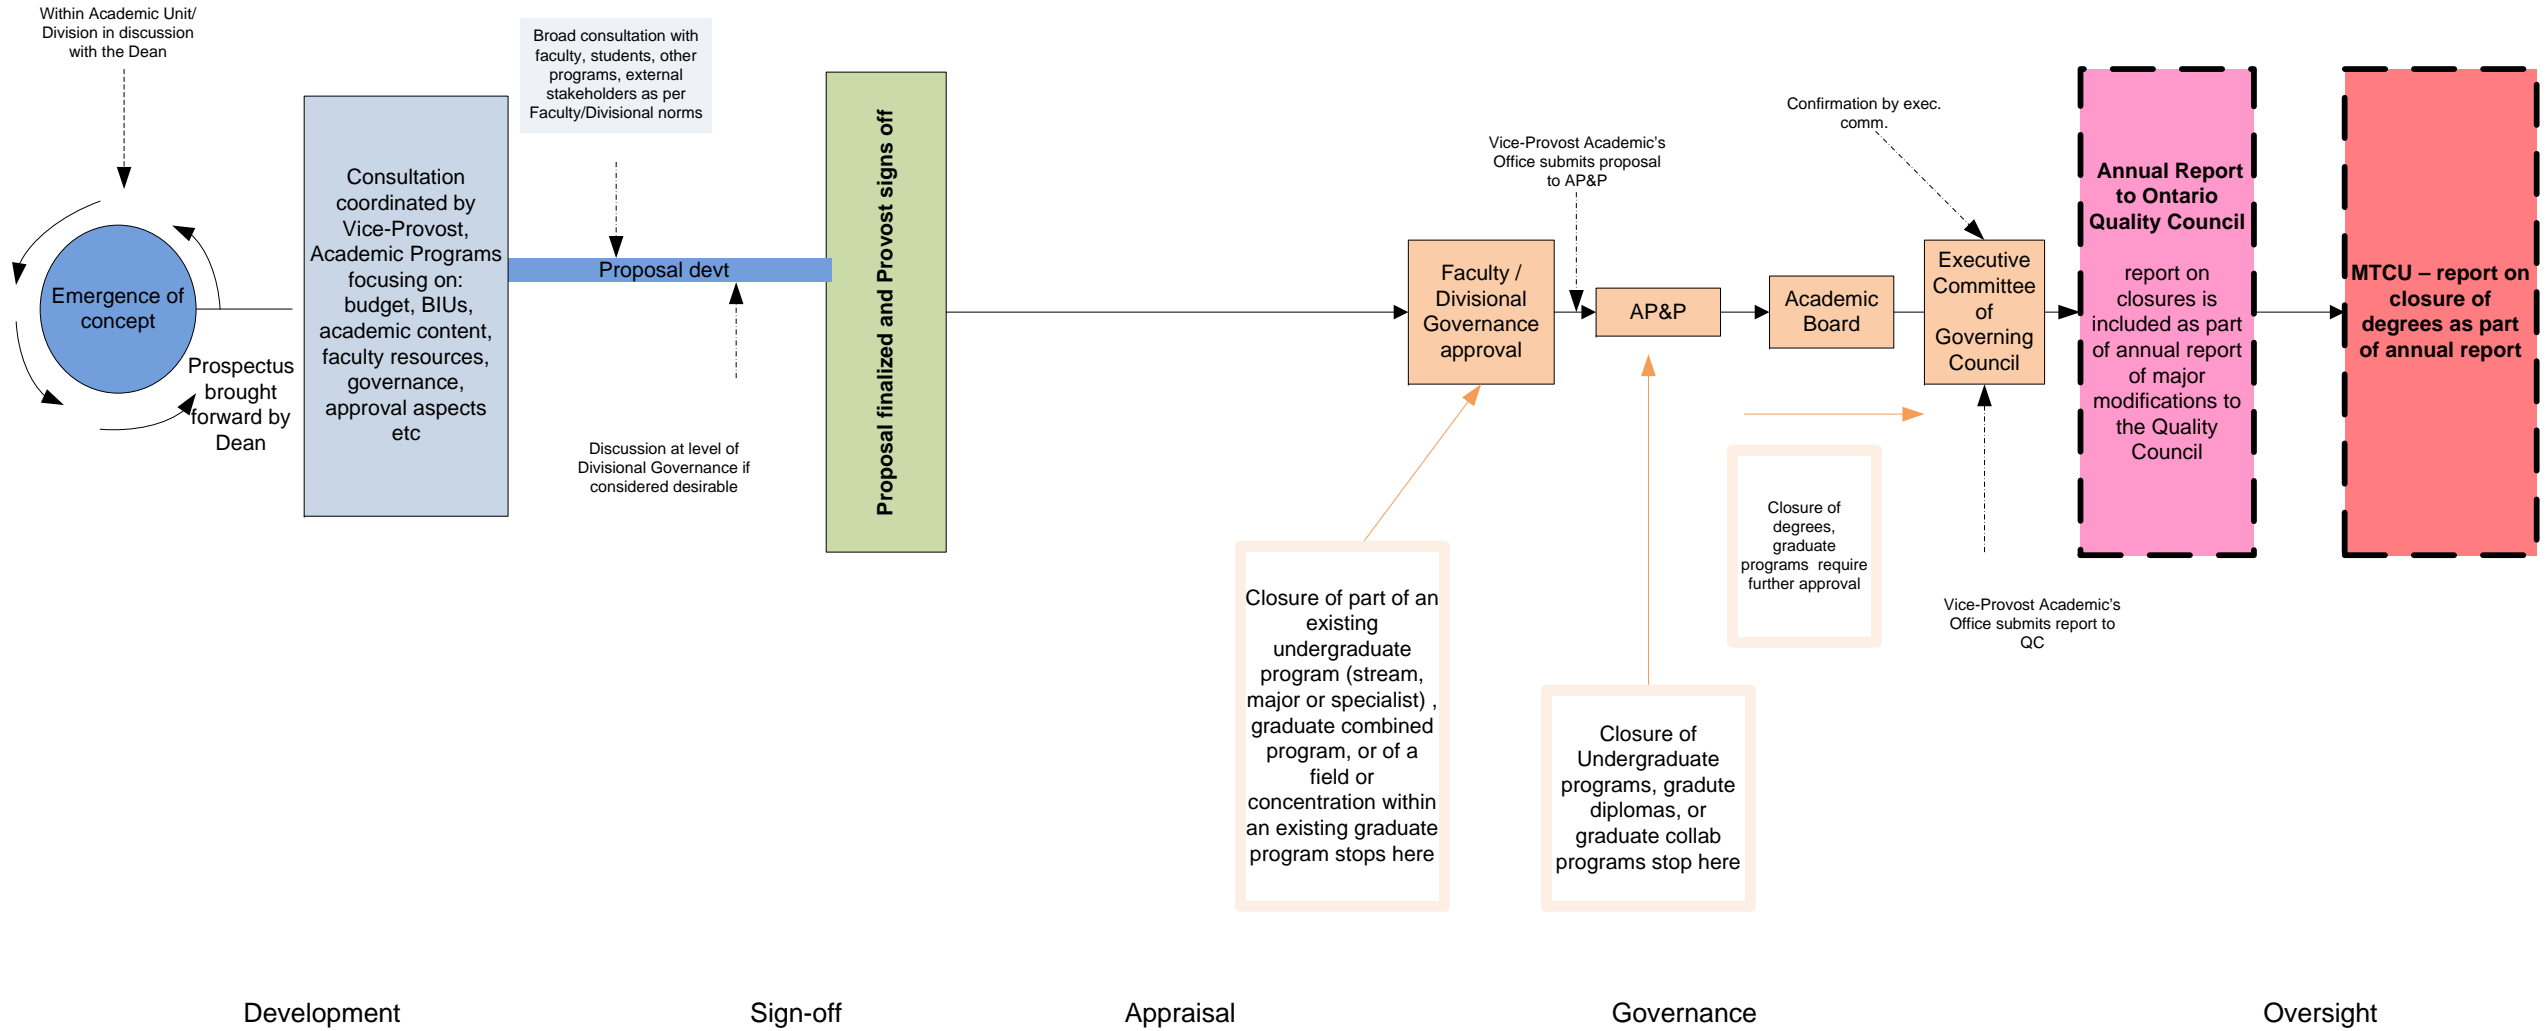 Within Academic Unit/
Division in discussion
with the Dean
Emergence of
concept
Prospectus
brought
forward by
Dean
Consultation
coordinated by
Vice-Provost,
Academic Programs
focusing on:
budget, BIUs,
academic content,
faculty resources,
governance,
approval aspects
etc
Broad consultation with
faculty, students, other
programs, external
stakeholders as per
Faculty/Divisional norms
Proposal devt
Discussion at level of
Divisional Governance if
considered desirable
Proposal finalized and Provost signs off
Faculty /
Divisional
Governance
approval
Closure of part of an
existing
undergraduate
program (stream,
major or specialist) ,
graduate combined
program, or of a
field or
concentration within
an existing graduate
program stops here
Vice-Provost Academic's
Office submits proposal
to AP&P
AP&P
Closure of
Undergraduate
programs, gradute
diplomas, or
graduate collab
programs stop here
Academic
Board
Closure of
degrees,
graduate
programs require
further approval
Confirmation by exec.
comm.
Executive
Committee
of
Governing
Council
Vice-Provost Academic's
Office submits report to
QC
Annual Report
to Ontario
Quality Council
report on
closures is
included as part
of annual report
of major
modifications to
the Quality
Council
MTCU – report on
closure of
degrees as part
of annual report
Development
Sign-off
Appraisal
Governance
Oversight